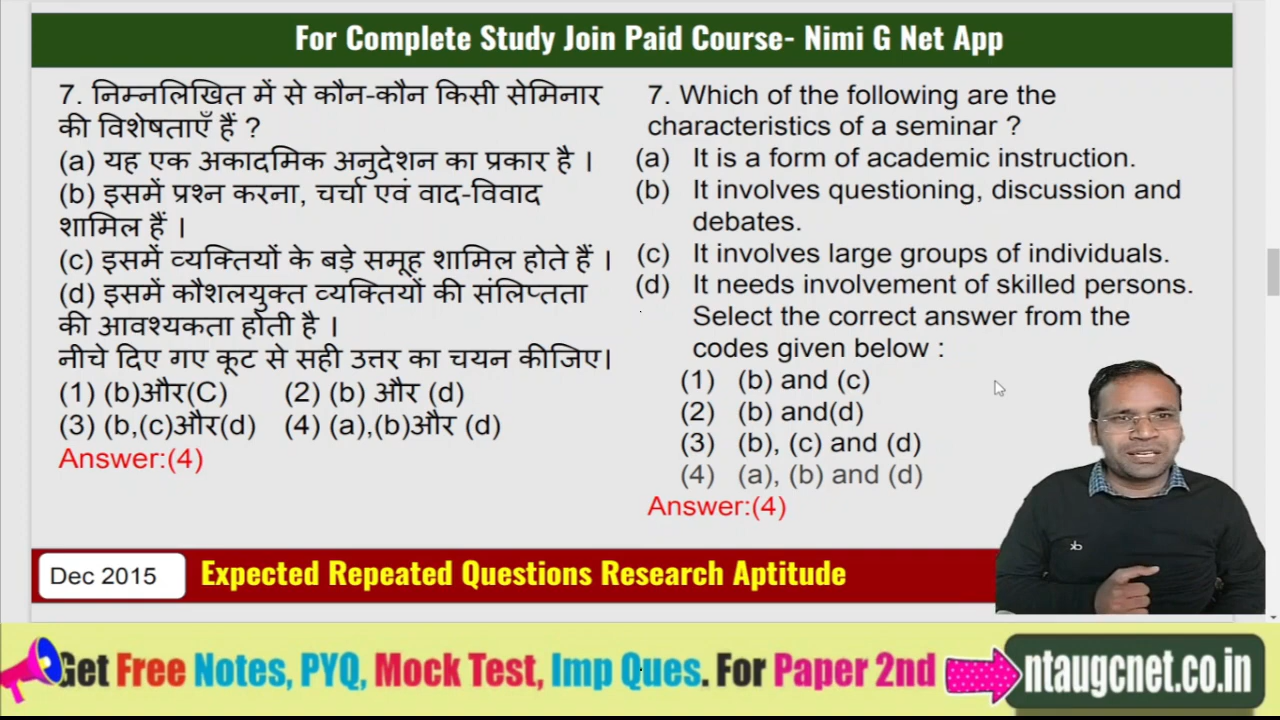 For Complete Study Join Paid Course- Nimi G Net App
7. निम्नलिखित में से कौन-कौन किसी सेमिनार
की विशेषताएँ हैं ?
(a) यह एक अकादमिक अनुदेशन का प्रकार है ।
(b) इसमें प्रश्न करना, चर्चा एवं वाद-विवाद
शामिल हैं ।
(c) इसमें व्यक्तियों के बड़े समूह शामिल होते हैं ।
(d) इसमें कौशलयुक्त व्यक्तियों की संलिप्तता
की आवश्यकता होती है ।
नीचे दिए गए कूट से सही उत्तर का चयन कीजिए।
(1) (b)और(C) (2) (b) और (d)
(3) (b,(c)और(d) (4) (a),(b)और (d)
Answer:(4)
7. Which of the following are the
characteristics of a seminar ?
(a) It is a form of academic instruction.
(b) It involves questioning, discussion and
debates.
(c) It involves large groups of individuals.
(d) It needs involvement of skilled persons.
Select the correct answer from the
codes given below :
(1) (b) and (c)
(2) (b) and(d)
(3) (b), (c) and (d)
(4) (a), (b) and (d)
Answer:(4)
Dec 2015 Expected Repeated Questions Research Aptitude
Get Free Notes, PYQ, Mock Test, Imp Ques. For Paper 2nd ntaugcnet.co.in